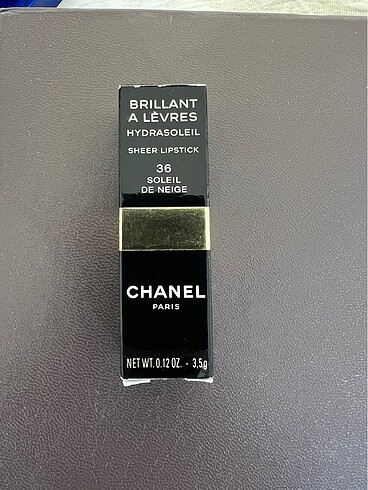 BRILLANT
A LÈVRES
HYDRASOLEIL
SHEER LIPSTICK
36
SOLEIL
DE NEIGE
CHANEL
PARIS
NET WT. 0.12 OZ. - 3,5g